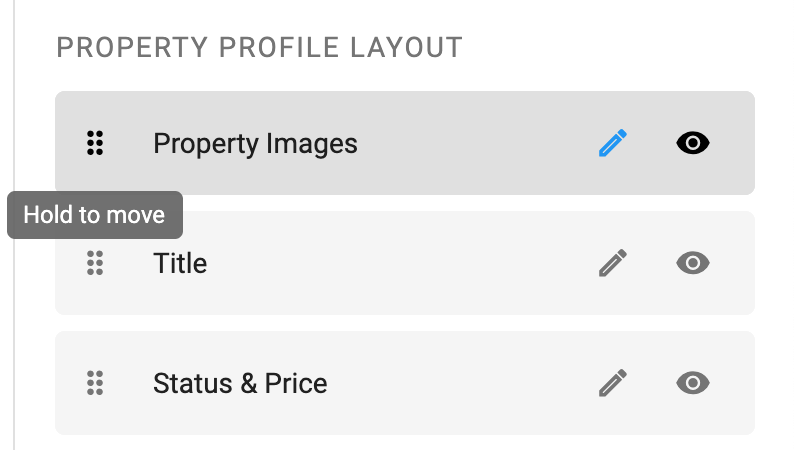 PROPERTY PROFILE LAYOUT
Property Images
Hold to move
Title
Status & Price